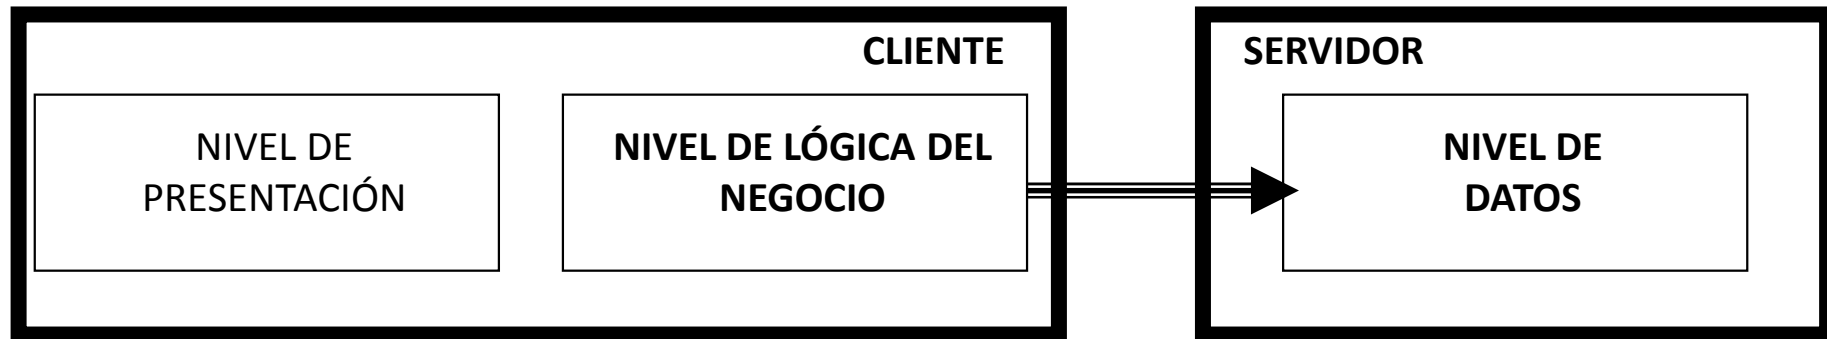 CLIENTE
NIVEL DE
PRESENTACIÓN
NIVEL DE LÓGICA DEL
NEGOCIO
SERVIDOR
NIVEL DE
DATOS